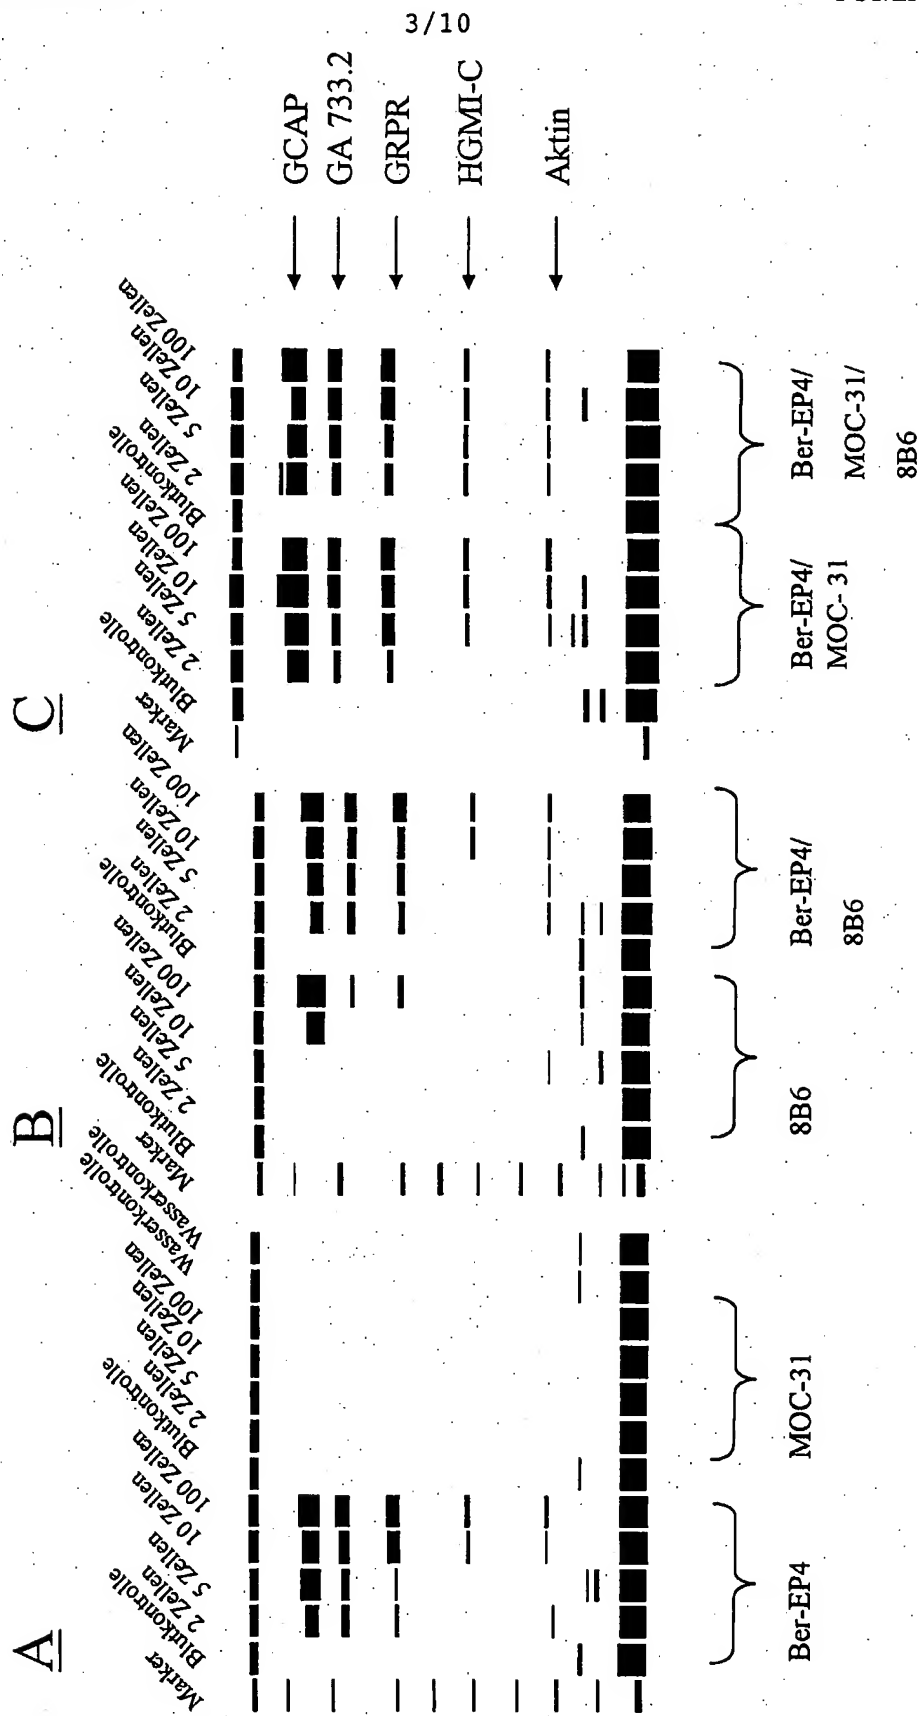 3/10
A
Marker
Blutkontrolle
2 Zellen
5 Zellen
10 Zellen
100 Zellen
Blutkontrolle
2 Zellen
5 Zellen
10 Zellen
100 Zellen
Wasserkontrolle
Wasserkontrolle
Ber-EP4
MOC-31
B
Marker
Blutkontrolle
2 Zellen
5 Zellen
10 Zellen
100 Zellen
Blutkontrolle
2 Zellen
5 Zellen
10 Zellen
100 Zellen
8B6
Ber-EP4/
8B6
C
Marker
Blutkontrolle
2 Zellen
5 Zellen
10 Zellen
100 Zellen
Blutkontrolle
2 Zellen
5 Zellen
10 Zellen
100 Zellen
Ber-EP4/
MOC- 31
Ber-EP4/
MOC-31/
8B6
GCAP
GA 733.2
GRPR
HGMI-C
Aktin